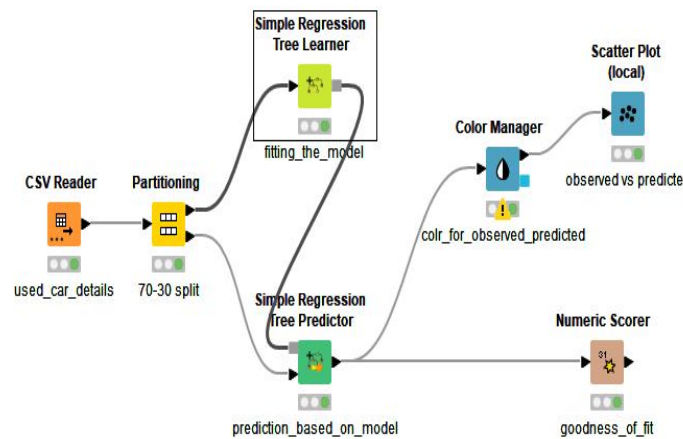 Simple Regression
Tree Learner
fitting_the_model
Scatter Plot
(local)
observed vs predicte
Color Manager
colr_for_observed_predicted
CSV Reader
used_car_details
Partitioning
70-30 split
Simple Regression
Tree Predictor
prediction_based_on_model
Numeric Scorer
31
goodness_of_fit